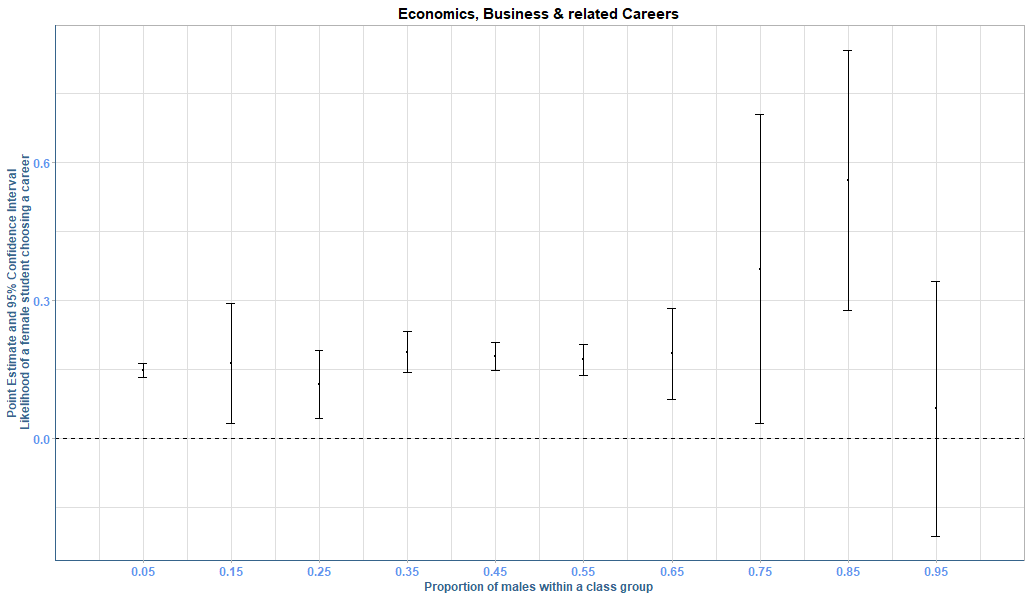 Economics, Business & related Careers
Point Estimate and 95% Confidence Interval
Likelihood of a female student choosing a career
0.6
0.3
0.0
0.05 0.15 0.25 0.35 0.45 0.55 0.65 0.75 0.85 0.95
Proportion of males within a class group